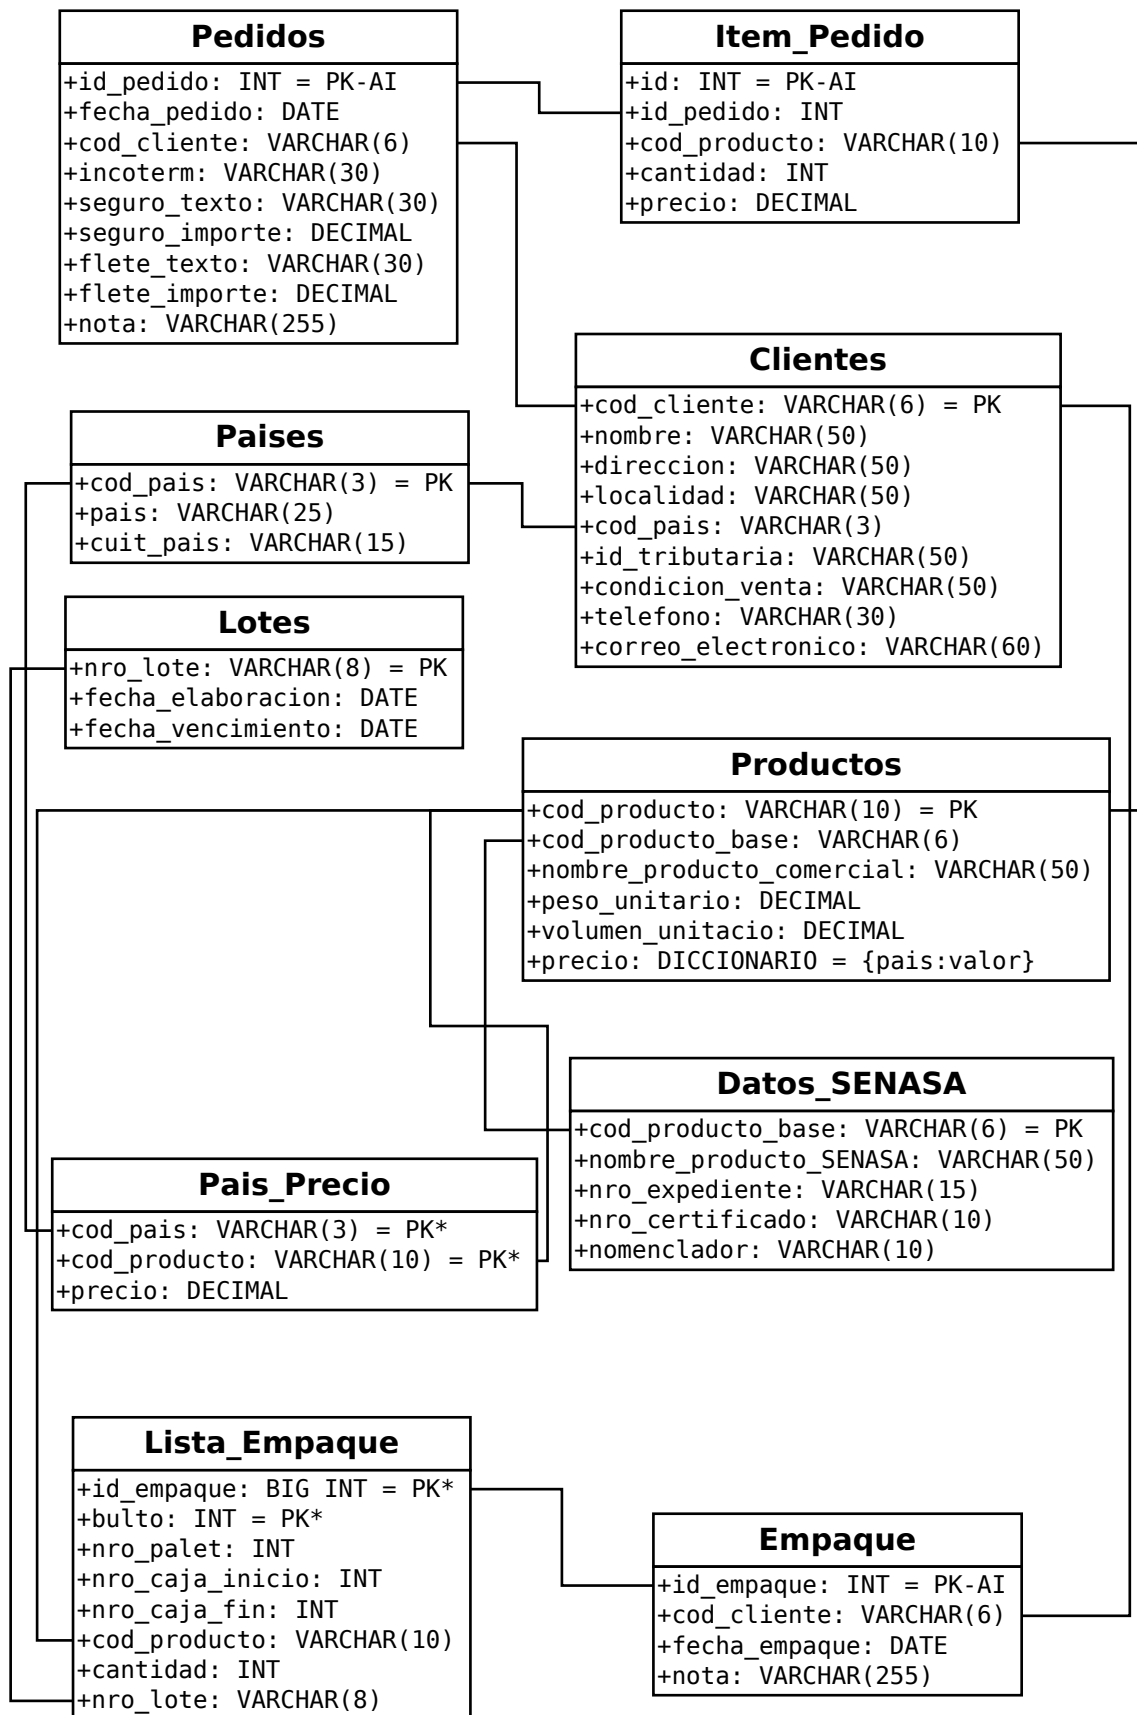 Pedidos
+id_pedido: INT = PK-AI
+fecha_pedido: DATE
+cod_cliente: VARCHAR(6)
+incoterm: VARCHAR(30)
+seguro_texto: VARCHAR(30)
+seguro_importe: DECIMAL
+flete_texto: VARCHAR(30)
+flete_importe: DECIMAL
+nota: VARCHAR(255)
Item_Pedido
+id: INT = PK-AI
+id_pedido: INT
+cod_producto: VARCHAR(10)
+cantidad: INT
+precio: DECIMAL
Clientes
+cod_cliente: VARCHAR(6) = PK
+nombre: VARCHAR(50)
+direccion: VARCHAR(50)
+localidad: VARCHAR(50)
+cod_pais: VARCHAR(3)
+id_tributaria: VARCHAR(50)
+condicion_venta: VARCHAR(50)
+telefono: VARCHAR(30)
+correo_electronico: VARCHAR(60)
Paises
+cod_pais: VARCHAR(3) = PK
+pais: VARCHAR(25)
+cuit_pais: VARCHAR(15)
Lotes
+nro_lote: VARCHAR(8) = PK
+fecha_elaboracion: DATE
+fecha_vencimiento: DATE
Productos
+cod_producto: VARCHAR(10) = PK
+cod_producto_base: VARCHAR(6)
+nombre_producto_comercial: VARCHAR(50)
+peso_unitario: DECIMAL
+volumen_unitacio: DECIMAL
+precio: DICCIONARIO = {pais:valor}
Datos_SENASA
+cod_producto_base: VARCHAR(6) = PK
+nombre_producto_SENASA: VARCHAR(50)
+nro_expediente: VARCHAR(15)
+nro_certificado: VARCHAR(10)
+nomenclador: VARCHAR(10)
Pais_Precio
+cod_pais: VARCHAR(3) = PK*
+cod_producto: VARCHAR(10) = PK*
+precio: DECIMAL
Lista_Empaque
+id_empaque: BIG INT = PK*
+bulto: INT = PK*
+nro_palet: INT
+nro_caja_inicio: INT
+nro_caja_fin: INT
+cod_producto: VARCHAR(10)
+cantidad: INT
+nro_lote: VARCHAR(8)
Empaque
+id_empaque: INT = PK-AI
+cod_cliente: VARCHAR(6)
+fecha_empaque: DATE
+nota: VARCHAR(255)